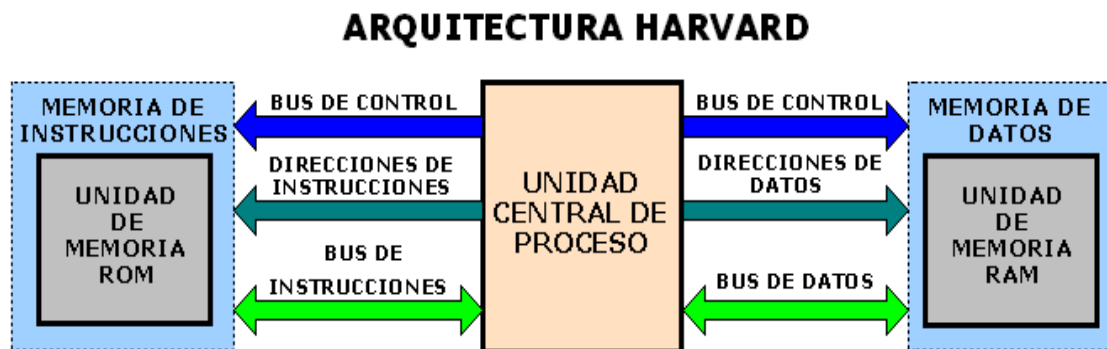 ARQUITECTURA HARVARD
MEMORIA DE
INSTRUCCIONES
UNIDAD
DE
MEMORIA
ROM
BUS DE CONTROL
DIRECCIONES DE
INSTRUCCIONES
BUS DE
INSTRUCCIONES
UNIDAD
CENTRAL DE
PROCESO
BUS DE CONTROL
DIRECCIONES DE
DATOS
BUS DE DATOS
MEMORIA DE
DATOS
UNIDAD
DE
MEMORIA
RAM